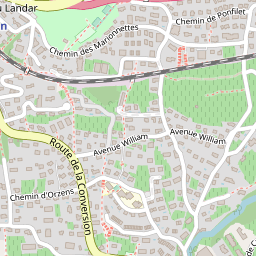 Landar
Chemin de Ponfilet
Chemin des Marionnettes
Avenue William
Avenue William
Route de la Conversion
Chemin d'Orzens